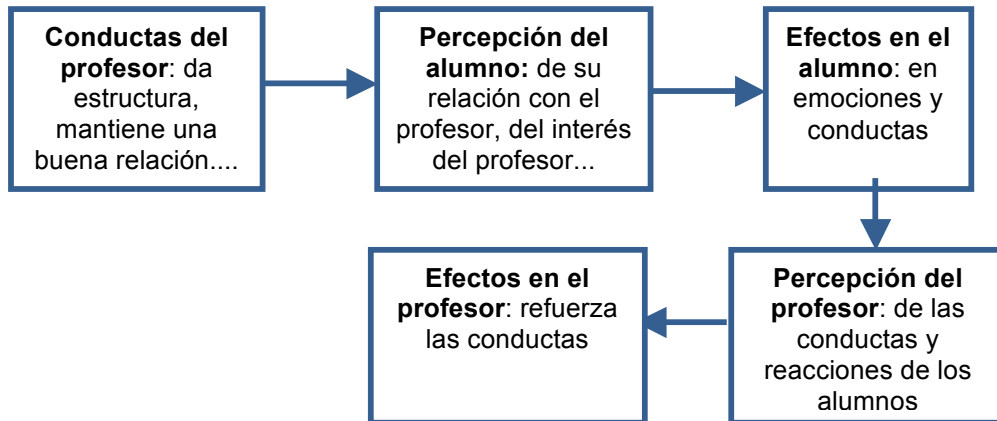 Conductas del
profesor: da
estructura,
mantiene una
buena relación....
Percepción del
alumno: de su
relación con el
profesor, del interés
del profesor...
Efectos en el
alumno: en
emociones y
conductas
Percepción del
profesor: de las
conductas y
reacciones de los
alumnos
Efectos en el
profesor: refuerza
las conductas